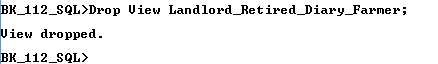 BK_112_SQL>Drop View Landlord_Retired_Diary_Farmer;
View dropped.
BK_112_SQL>